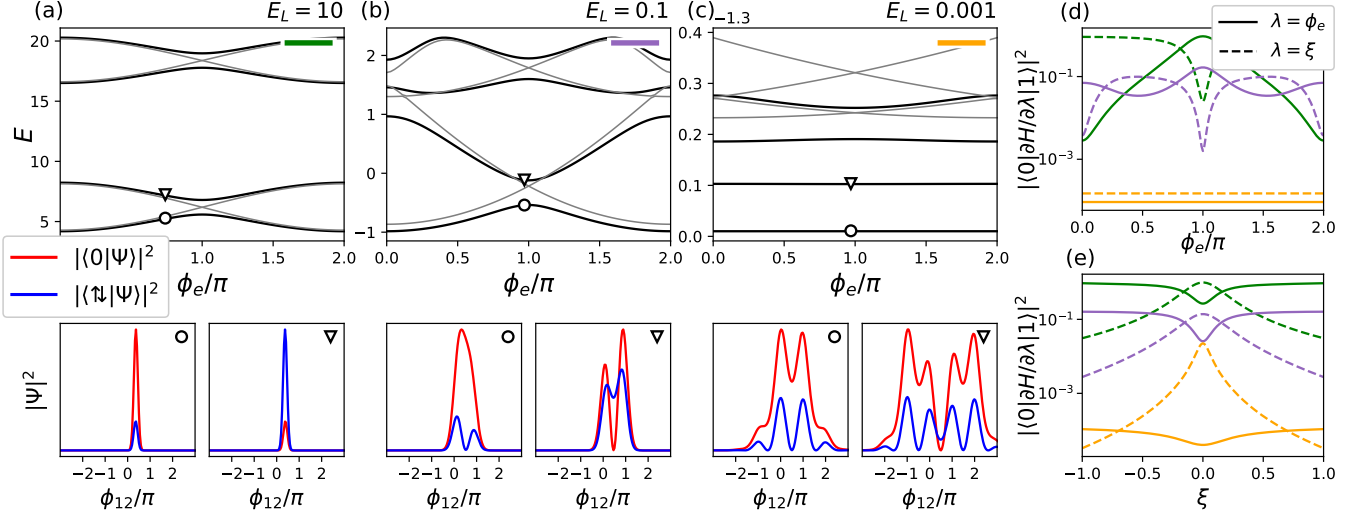 (a) E_L = 10
20
15
10
5
E
0.0 0.5 1.0 1.5 2.0
ϕ_e/π
(b) E_L = 0.1
2
1
0
−1
0.0 0.5 1.0 1.5 2.0
ϕ_e/π
(c) E_L = 0.001
−1.3
0.4
0.3
0.2
0.1
0.0
0.0 0.5 1.0 1.5 2.0
ϕ_e/π
(d)
λ = ϕ_e
λ = ξ
|⟨0|∂H/∂λ|1⟩|²
10⁻¹
10⁻³
0.0 0.5 1.0 1.5 2.0
ϕ_e/π
|⟨0|Ψ⟩|²
|⟨⇅|Ψ⟩|²
|Ψ|²
−2 −1 0 1 2
ϕ₁₂/π
−2 −1 0 1 2
ϕ₁₂/π
−2 −1 0 1 2
ϕ₁₂/π
−2 −1 0 1 2
ϕ₁₂/π
−2 −1 0 1 2
ϕ₁₂/π
−2 −1 0 1 2
ϕ₁₂/π
(e)
|⟨0|∂H/∂λ|1⟩|²
10⁻¹
10⁻³
−1.0 −0.5 0.0 0.5 1.0
ξ